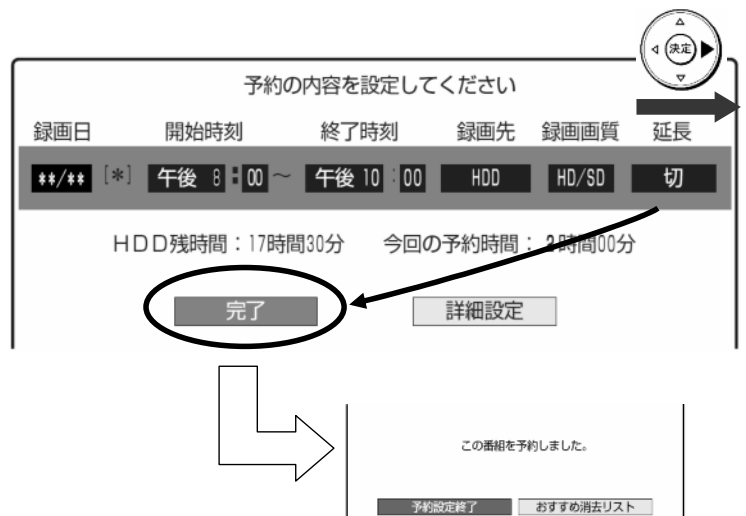 決定
予約の内容を設定してください
録画日 開始時刻 終了時刻 録画先 録画画質 延長
**/** [*] 午後 8:00 ～ 午後 10:00 HDD HD/SD 切
HDD残時間：17時間30分 今回の予約時間：2時間00分
完了 詳細設定
この番組を予約しました。
予約設定終了 おすすめ消去リスト